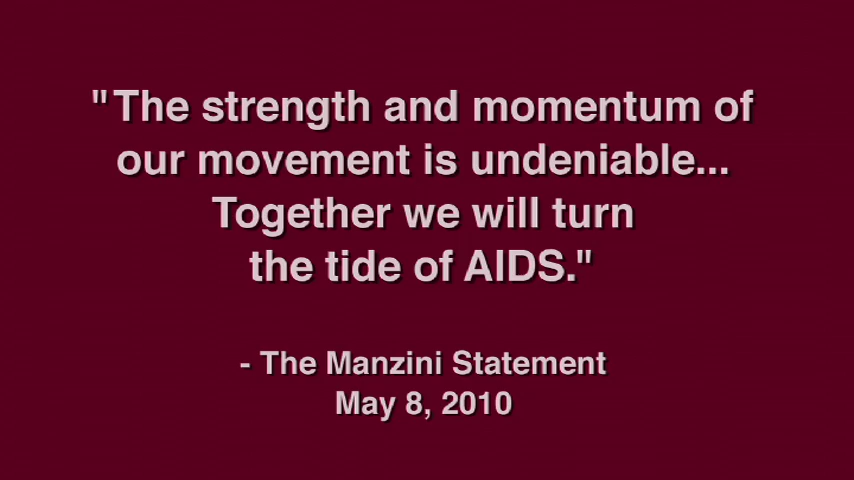 "The strength and momentum of
our movement is undeniable...
Together we will turn
the tide of AIDS."
- The Manzini Statement
May 8, 2010